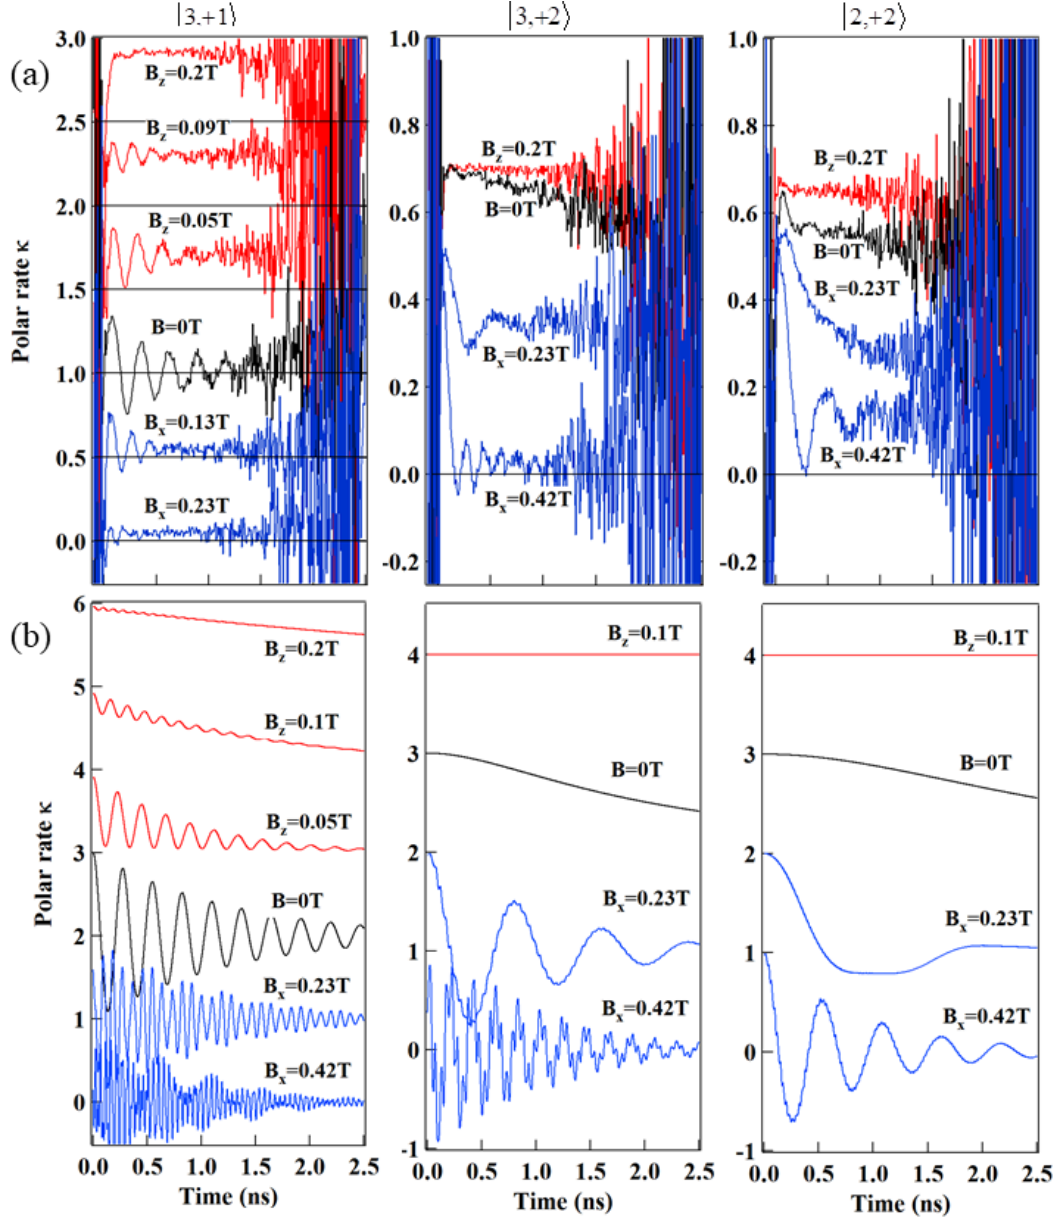 |3,+1⟩ |3,+2⟩ |2,+2⟩
(a)
Polar rate κ
3.0
2.5
2.0
1.5
1.0
0.5
0.0
B_z=0.2T
B_z=0.09T
B_z=0.05T
B=0T
B_x=0.13T
B_x=0.23T
1.0
0.8
0.6
0.4
0.2
0.0
-0.2
B_z=0.2T
B=0T
B_x=0.23T
B_x=0.42T
1.0
0.8
0.6
0.4
0.2
0.0
-0.2
B_z=0.2T
B=0T
B_x=0.23T
B_x=0.42T
(b)
Polar rate κ
6
5
4
3
2
1
0
B_z=0.2T
B_z=0.1T
B_z=0.05T
B=0T
B_x=0.23T
B_x=0.42T
0.0 0.5 1.0 1.5 2.0 2.5
Time (ns)
4
3
2
1
0
-1
B_z=0.1T
B=0T
B_x=0.23T
B_x=0.42T
0.0 0.5 1.0 1.5 2.0 2.5
Time (ns)
4
3
2
1
0
-1
B_z=0.1T
B=0T
B_x=0.23T
B_x=0.42T
0.0 0.5 1.0 1.5 2.0 2.5
Time (ns)